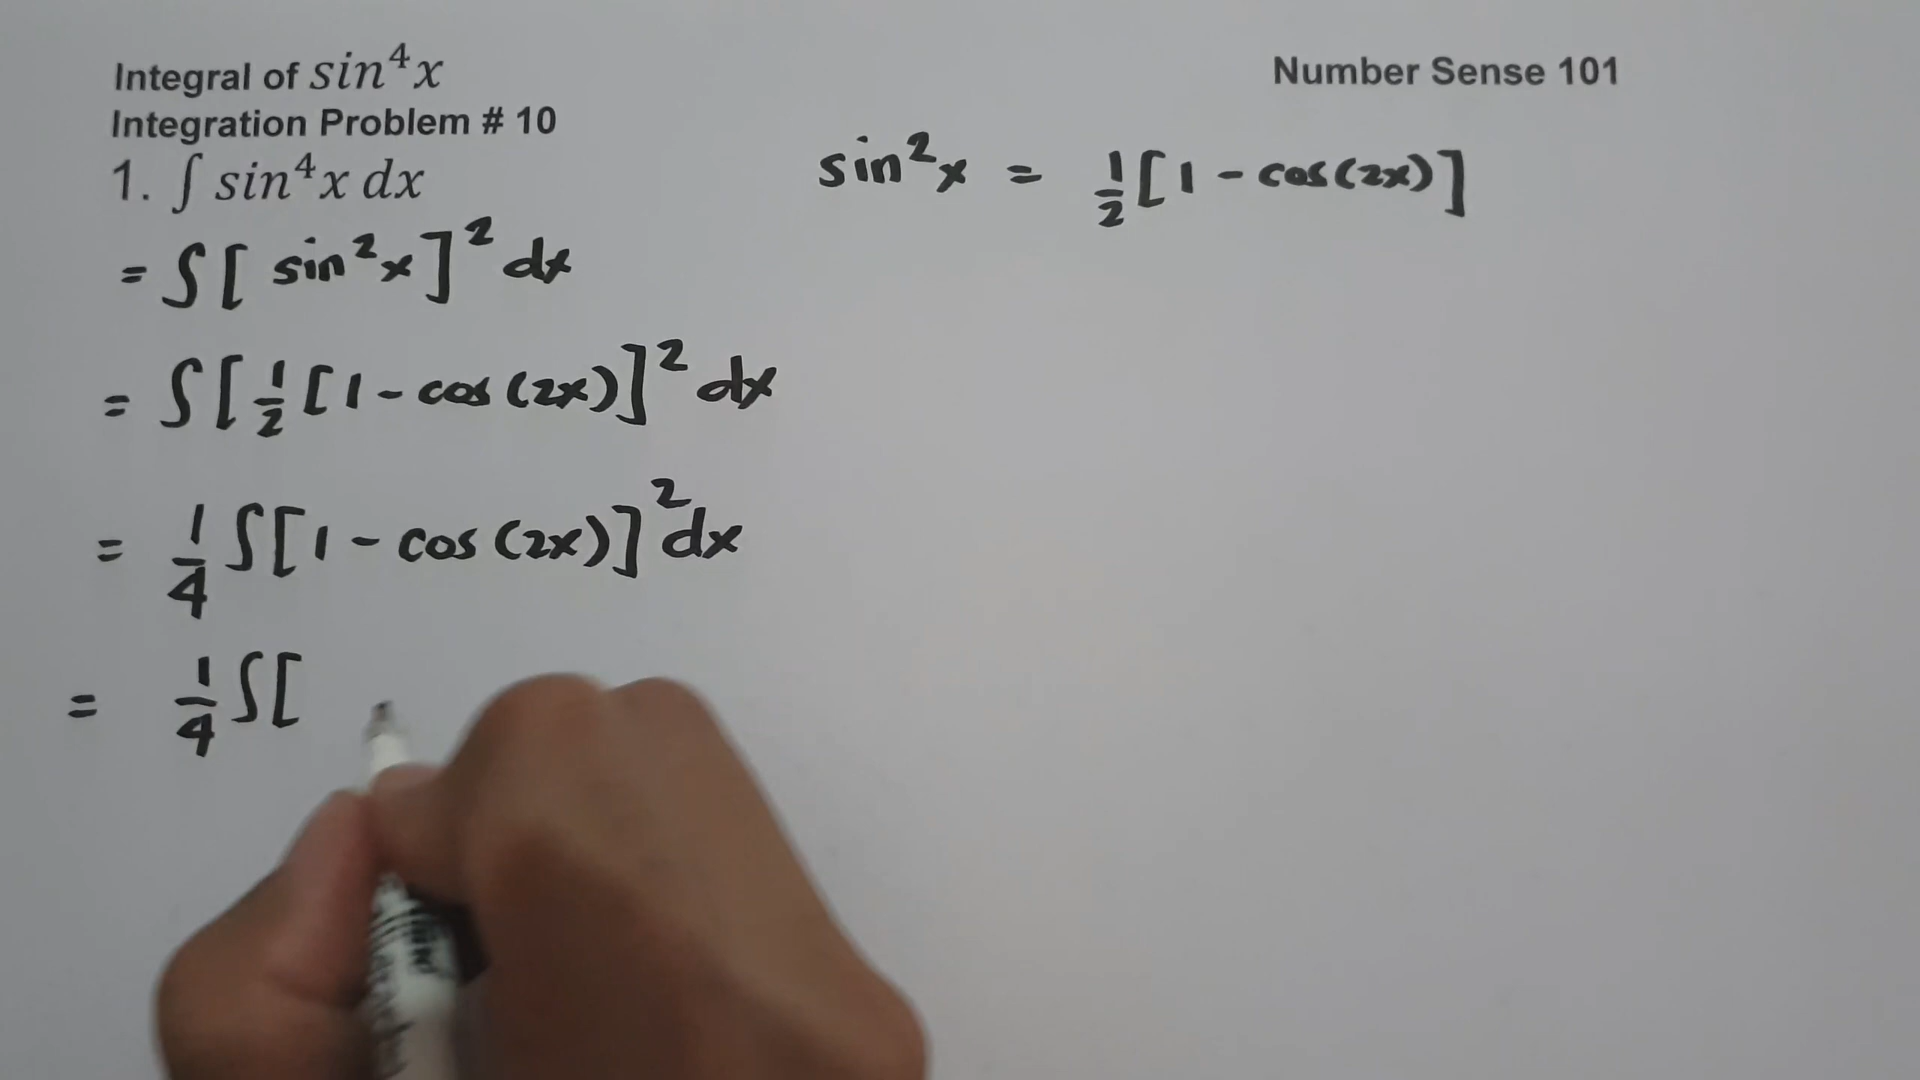 Integral of sin⁴x
Number Sense 101
Integration Problem # 10
1. ∫ sin⁴x dx
sin²x = 1/2 [1 - cos(2x)]
= ∫[ sin²x]² dx
= ∫[1/2 [1 - cos(2x)]² dx
= 1/4 ∫[1 - cos(2x)]² dx
= 1/4 ∫[